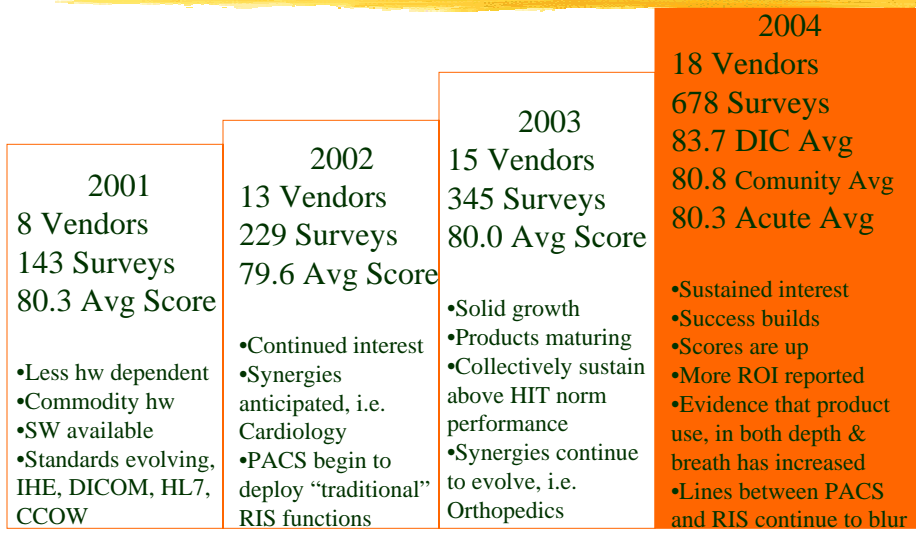 2001
8 Vendors
143 Surveys
80.3 Avg Score
•Less hw dependent
•Commodity hw
•SW available
•Standards evolving,
IHE, DICOM, HL7,
CCOW
2002
13 Vendors
229 Surveys
79.6 Avg Score
•Continued interest
•Synergies
anticipated, i.e.
Cardiology
•PACS begin to
deploy “traditional”
RIS functions
2003
15 Vendors
345 Surveys
80.0 Avg Score
•Solid growth
•Products maturing
•Collectively sustain
above HIT norm
performance
•Synergies continue
to evolve, i.e.
Orthopedics
2004
18 Vendors
678 Surveys
83.7 DIC Avg
80.8 Comunity Avg
80.3 Acute Avg
•Sustained interest
•Success builds
•Scores are up
•More ROI reported
•Evidence that product
use, in both depth &
breath has increased
•Lines between PACS
and RIS continue to blur